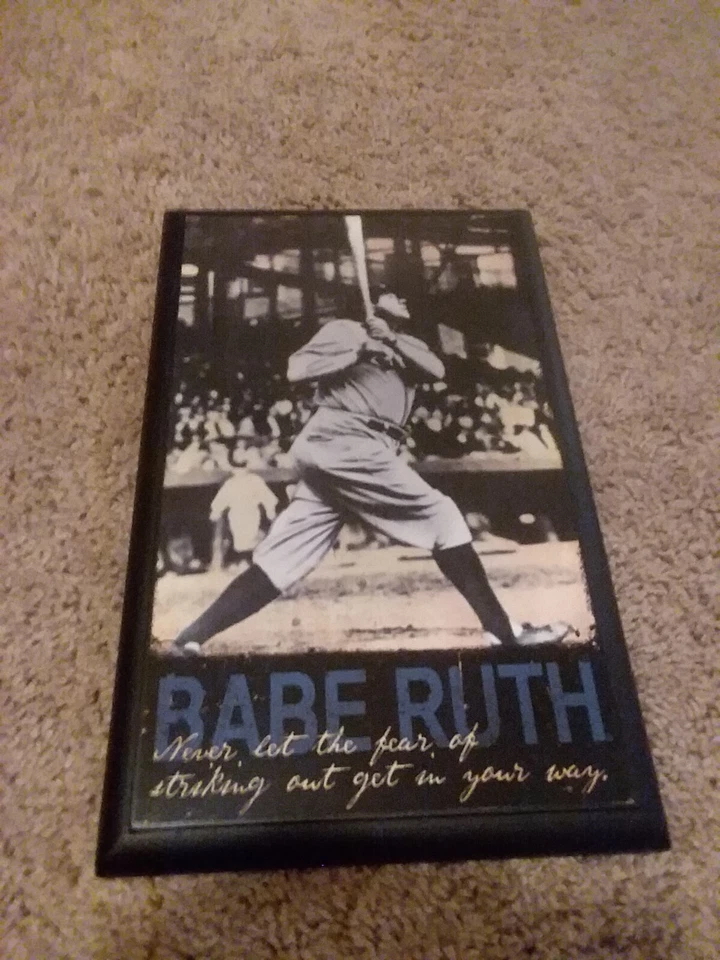 BABE RUTH
Never let the fear of
striking out get in your way.